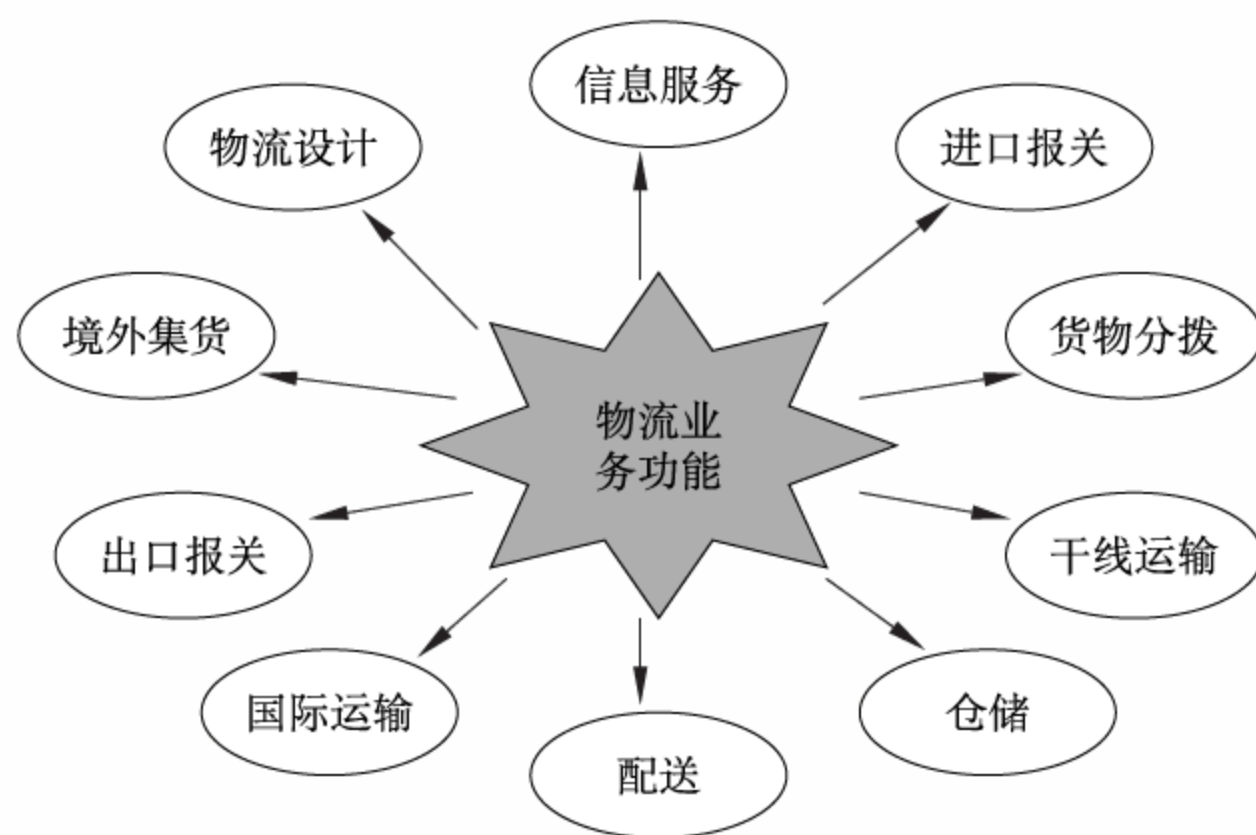 信息服务
物流设计
进口报关
境外集货
货物分拨
物流业
务功能
出口报关
干线运输
国际运输
仓储
配送